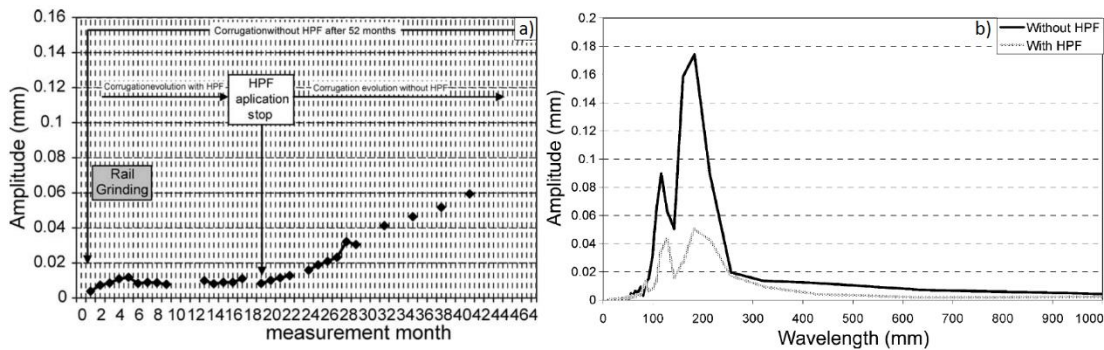 a)
0.16
0.14
0.12
0.10
0.08
0.06
0.04
0.02
0
Amplitude (mm)
Corrugationwithout HPF after 52 months
Corrugationevolution with HPF
HPF
aplication
stop
Corrugation evolution without HPF
Rail
Grinding
0 2 4 6 8 10 12 14 16 18 20 22 24 26 28 30 32 34 36 38 40 42 44 46 47
measurement month
b)
Without HPF
With HPF
0.2
0.18
0.16
0.14
0.12
0.1
0.08
0.06
0.04
0.02
0
Amplitude (mm)
0 100 200 300 400 500 600 700 800 900 1000
Wavelength (mm)